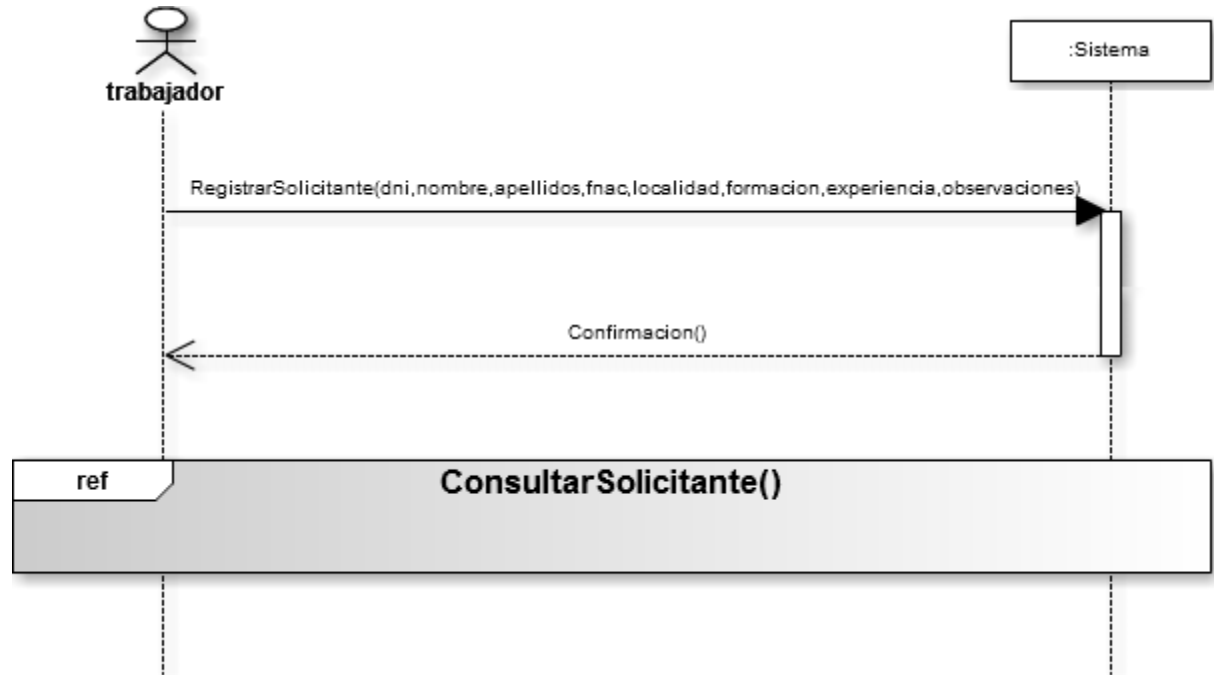 :Sistema
trabajador
RegistrarSolicitante(dni,nombre,apellidos,fnac,localidad,formacion,experiencia,observaciones)
Confirmacion()
ref
ConsultarSolicitante()